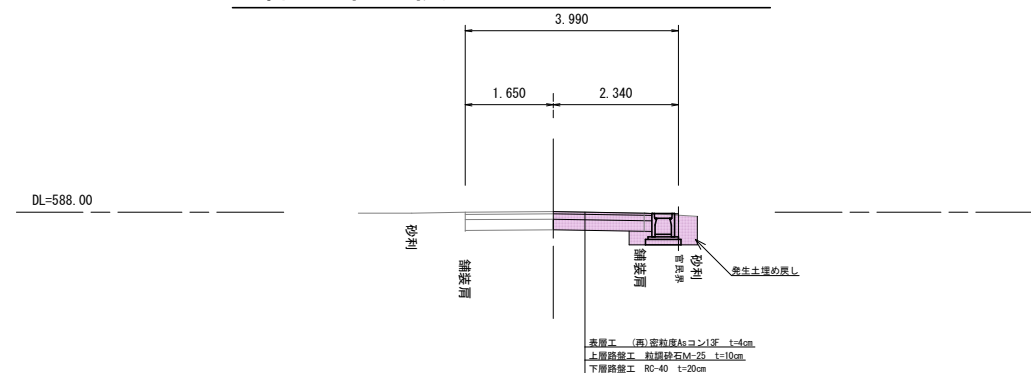 3.990
1.650
2.340
DL=588.00
砂利
舗装肩
舗装肩
官民界
砂利
発生土埋め戻し
表層工 (再)密粒度Asコン13F t=4cm
上層路盤工 粒調砕石M-25 t=10cm
下層路盤工 RC-40 t=20cm